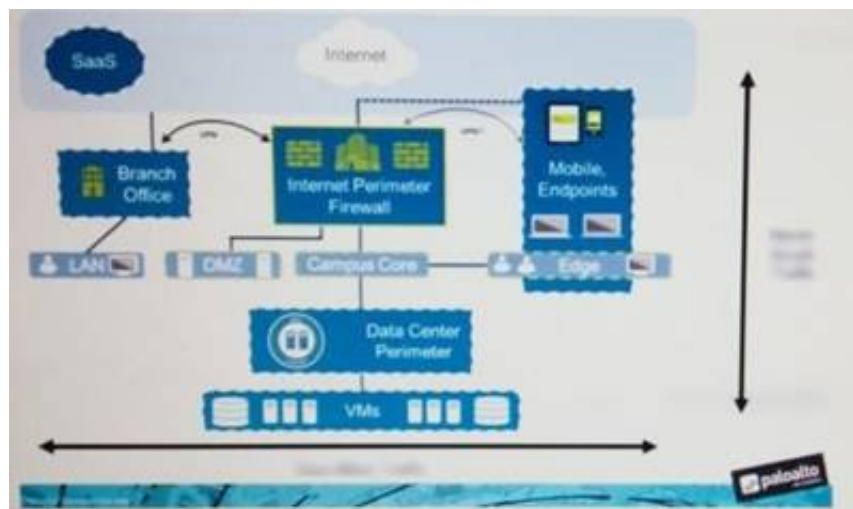 SaaS
Internet
VPN
Branch
Office
Internet Perimeter
Firewall
Mobile,
Endpoints
LAN
DMZ
Campus Core
Edge
Data Center
Perimeter
VMs
paloalto